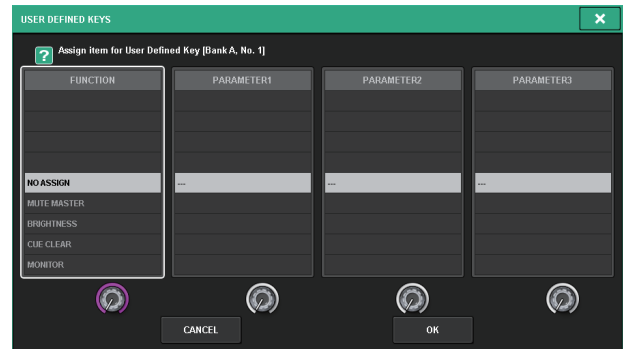 USER DEFINED KEYS
Assign item for User Defined Key [Bank A, No. 1]
FUNCTION PARAMETER1 PARAMETER2 PARAMETER3
NO ASSIGN --- --- ---
MUTE MASTER
BRIGHTNESS
CUE CLEAR
MONITOR
CANCEL OK